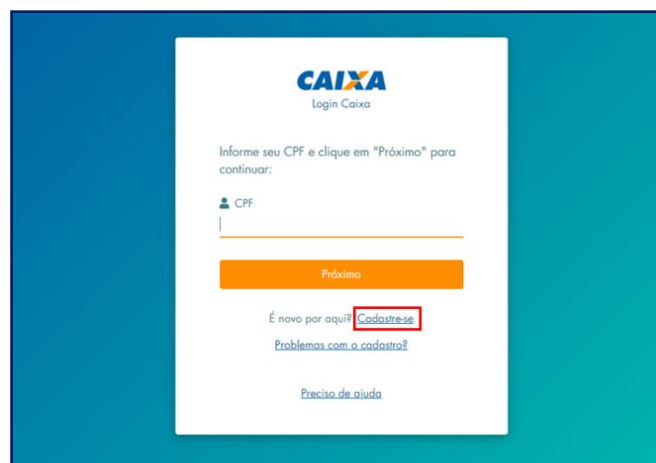 CAIXA
Login Caixa
Informe seu CPF e clique em "Próximo" para
continuar:
CPF
Próximo
É novo por aqui? Cadastre-se
Problemas com o cadastro?
Preciso de ajuda